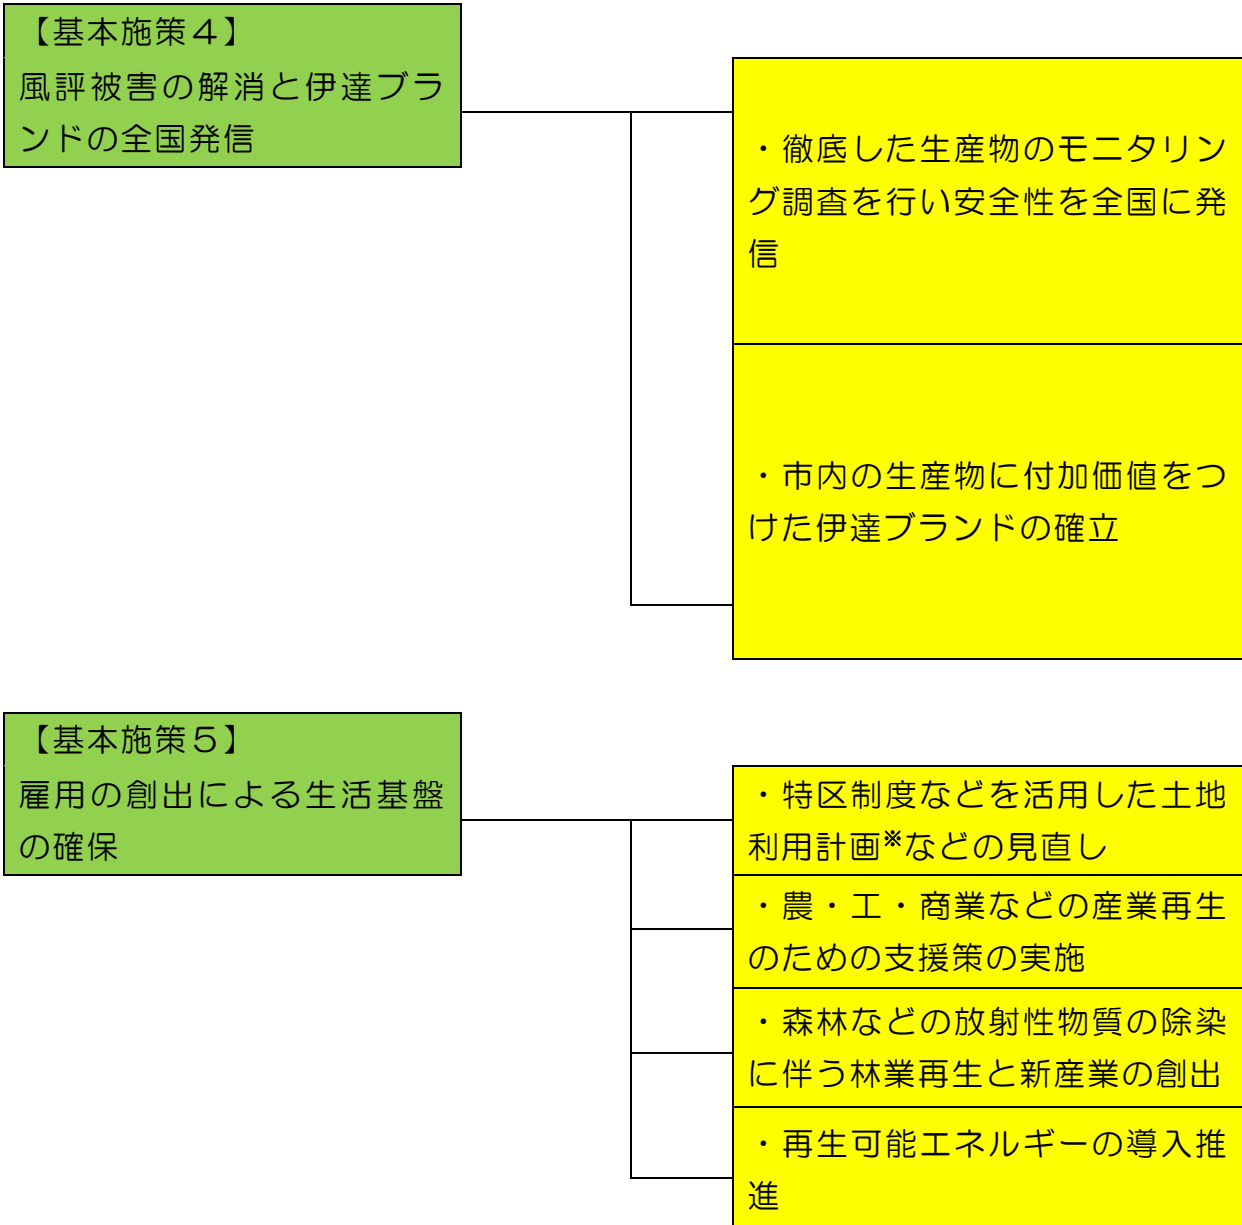 【基本施策４】
風評被害の解消と伊達ブラ
ンドの全国発信
・徹底した生産物のモニタリン
グ調査を行い安全性を全国に発
信
・市内の生産物に付加価値をつ
けた伊達ブランドの確立
【基本施策５】
雇用の創出による生活基盤
の確保
・特区制度などを活用した土地
利用計画※などの見直し
・農・工・商業などの産業再生
のための支援策の実施
・森林などの放射性物質の除染
に伴う林業再生と新産業の創出
・再生可能エネルギーの導入推
進